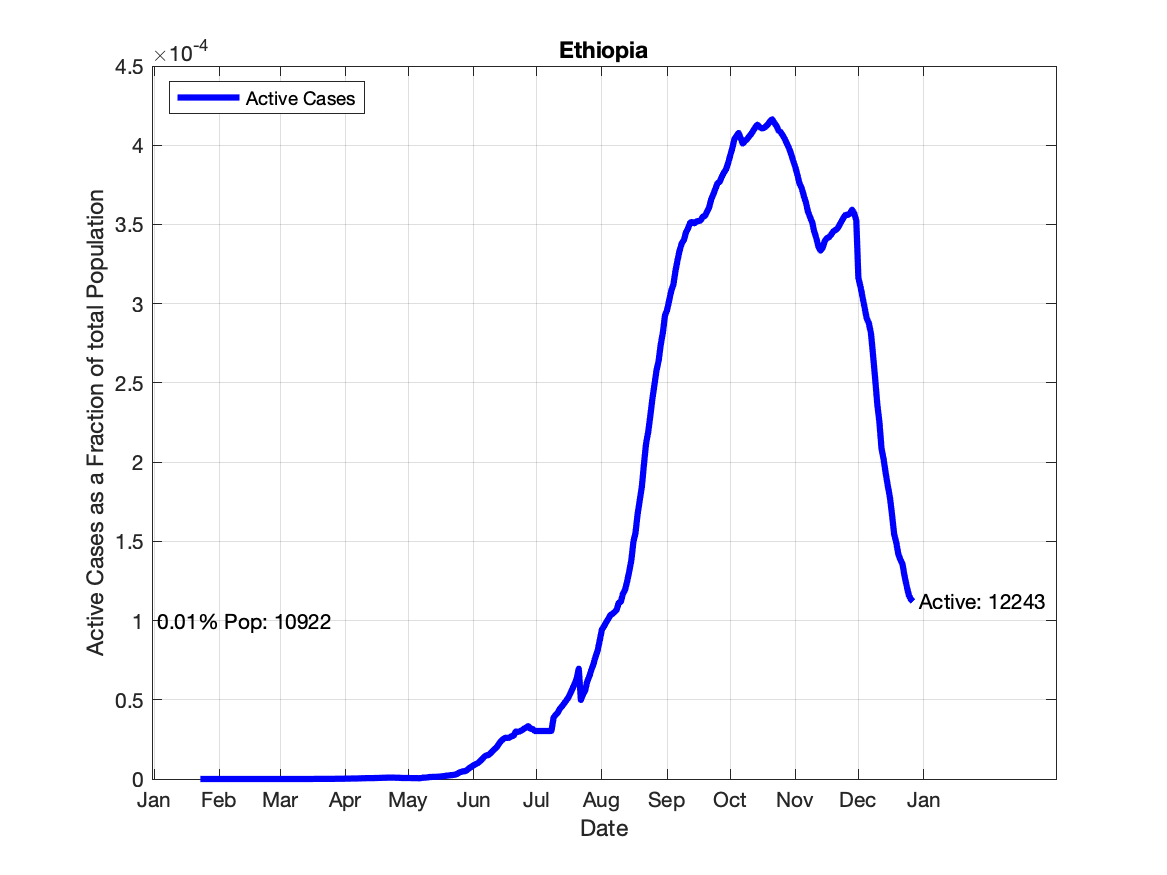 Ethiopia
×10-4
Active Cases
4.5
4
3.5
3
2.5
2
1.5
1
0.5
0
Active Cases as a Fraction of total Population
0.01% Pop: 10922
Active: 12243
Jan Feb Mar Apr May Jun Jul Aug Sep Oct Nov Dec Jan
Date